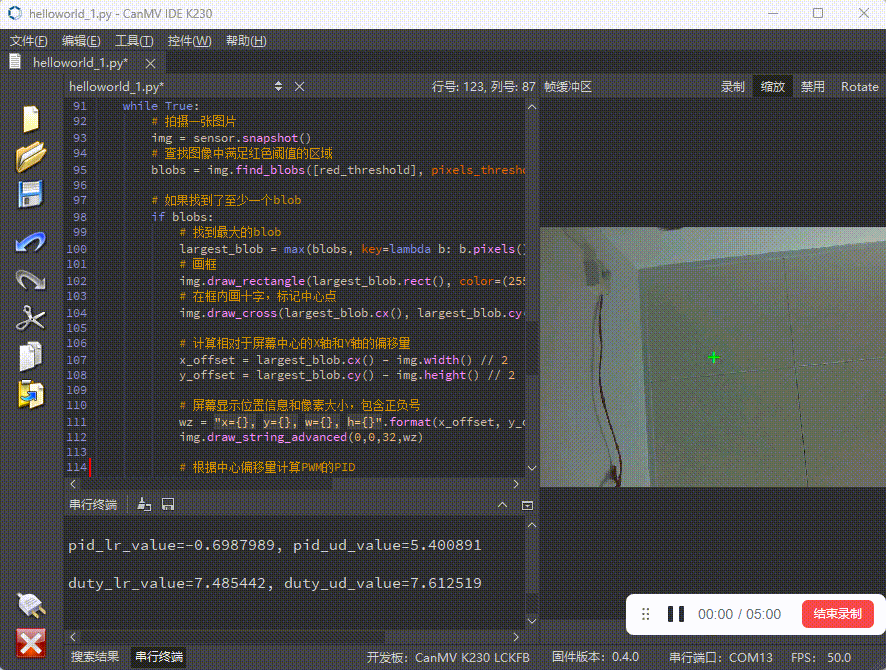 helloworld_1.py - CanMV IDE K230
文件(F) 编辑(E) 工具(T) 控件(W) 帮助(H)
helloworld_1.py*
helloworld_1.py* 行号: 123, 列号: 87 帧缓冲区 录制 缩放 禁用 Rotate
91 while True:
92 # 拍摄一张图片
93 img = sensor.snapshot()
94 # 查找图像中满足红色阈值的区域
95 blobs = img.find_blobs([red_threshold], pixels_thresho
96
97 # 如果找到了至少一个blob
98 if blobs:
99 # 找到最大的blob
100 largest_blob = max(blobs, key=lambda b: b.pixels()
101 # 画框
102 img.draw_rectangle(largest_blob.rect(), color=(255
103 # 在框内画十字，标记中心点
104 img.draw_cross(largest_blob.cx(), largest_blob.cy(
105
106 # 计算相对于屏幕中心的X轴和Y轴的偏移量
107 x_offset = largest_blob.cx() - img.width() // 2
108 y_offset = largest_blob.cy() - img.height() // 2
109
110 # 屏幕显示位置信息和像素大小，包含正负号
111 wz = "x={}, y={}, w={}, h={}".format(x_offset, y_o
112 img.draw_string_advanced(0,0,32,wz)
113
114 # 根据中心偏移量计算PWM的PID
串行终端
pid_lr_value=-0.6987989, pid_ud_value=5.400891
duty_lr_value=7.485442, duty_ud_value=7.612519
00:00 / 05:00 结束录制
搜索结果 串行终端 开发板: CanMV K230 LCKFB 固件版本: 0.4.0 串行端口: COM13 FPS: 50.0